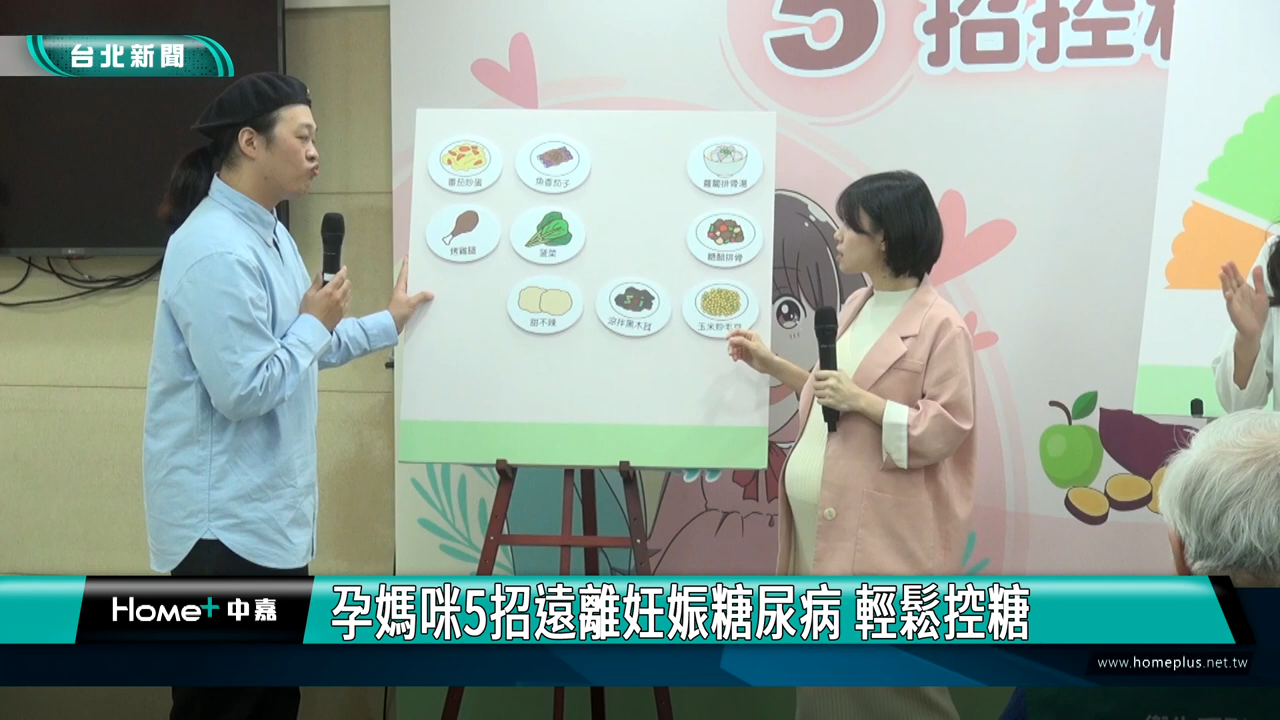 台北新聞
5招控糖
番茄炒蛋
魚香茄子
蘿蔔排骨湯
烤雞腿
菠菜
糖醋排骨
甜不辣
涼拌黑木耳
玉米粉毛豆
Home+中嘉
孕媽咪5招遠離妊娠糖尿病 輕鬆控糖
www.homeplus.net.tw